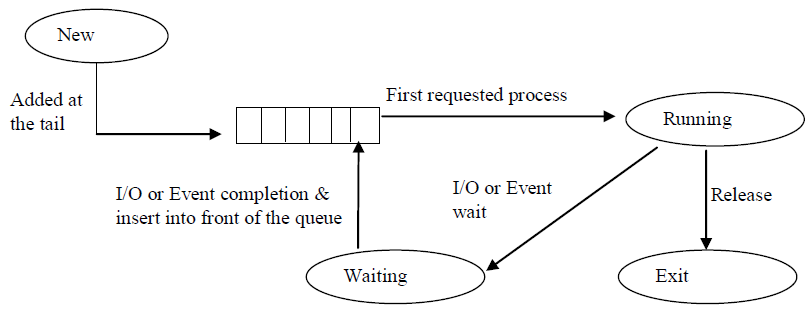 New
Added at
the tail
First requested process
Running
I/O or Event completion &
insert into front of the queue
I/O or Event
wait
Release
Waiting
Exit